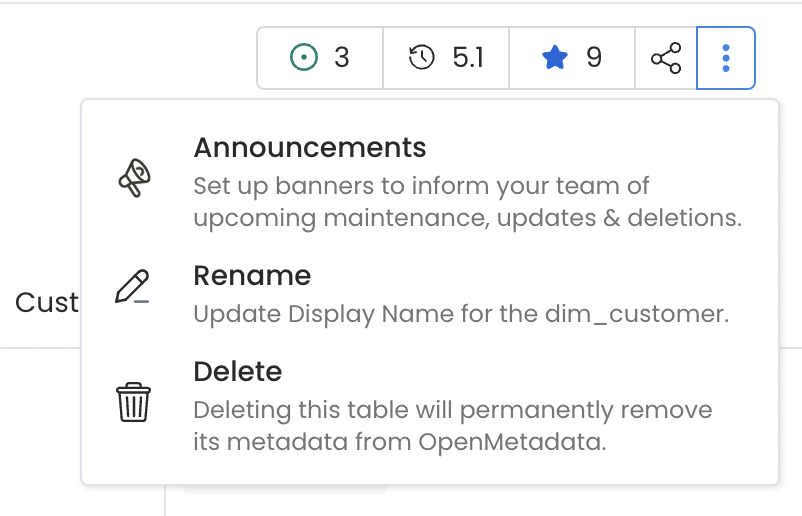 3 5.1 9
Announcements
Set up banners to inform your team of
upcoming maintenance, updates & deletions.
Rename
Cust
Update Display Name for the dim_customer.
Delete
Deleting this table will permanently remove
its metadata from OpenMetadata.